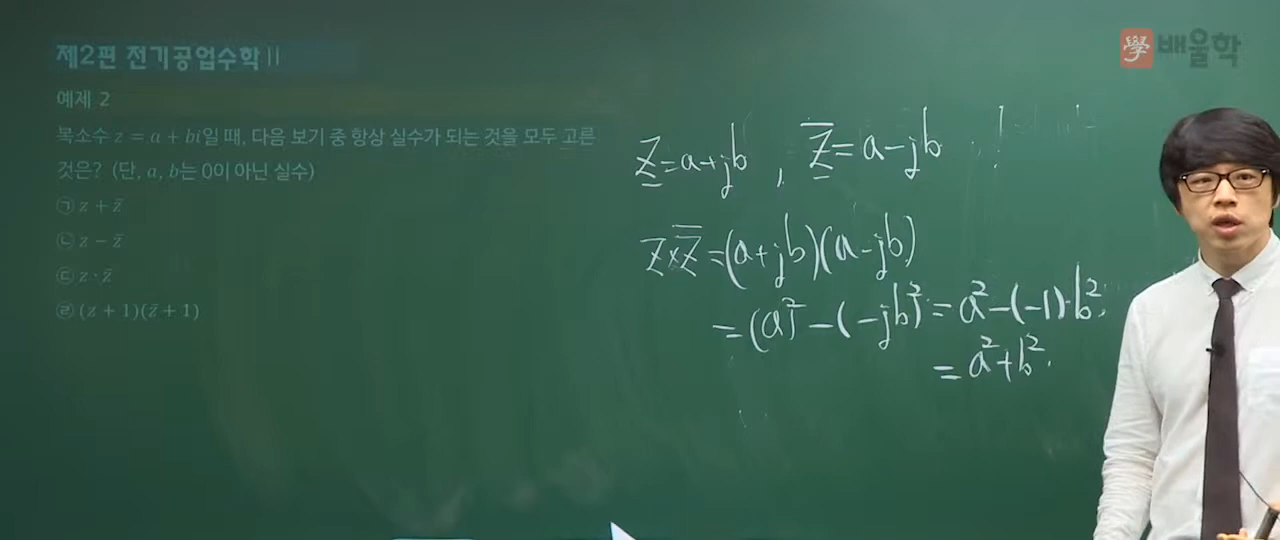 제2편 전기공업수학 II
예제 2
복소수 z = a + bi일 때, 다음 보기 중 항상 실수가 되는 것을 모두 고른
것은? (단, a, b는 0이 아닌 실수)
㉠ z + z̄
㉡ z − z̄
㉢ z · z̄
㉣ (z + 1)(z̄ + 1)
學 배울학
z = a + jb , z̄ = a − jb
z × z̄ = (a + jb)(a − jb)
= (a)² − (−jb)² = a² − (−1)·b²
= a² + b²